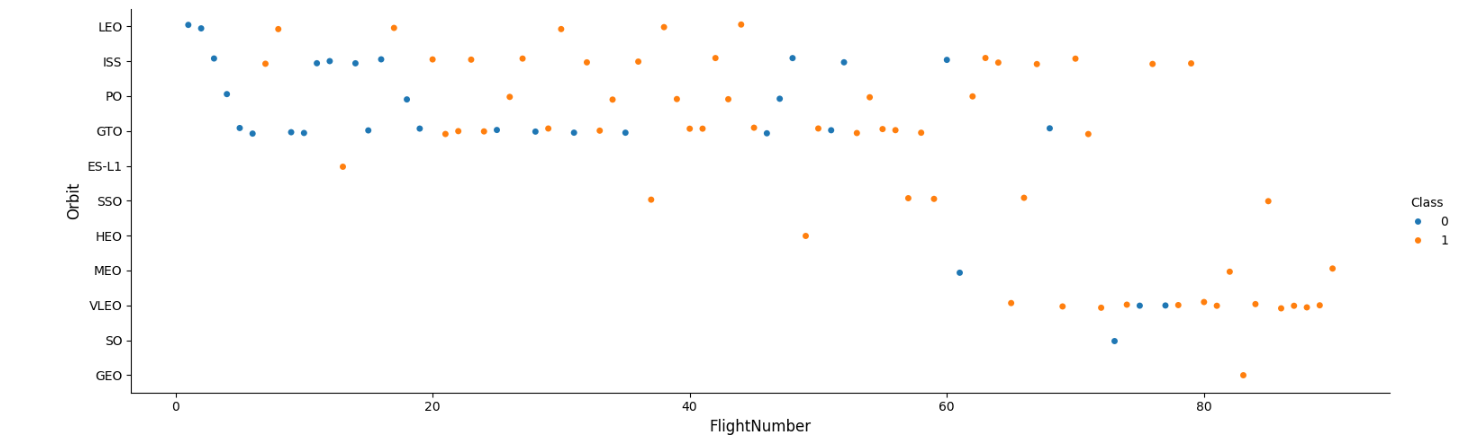 LEO
ISS
PO
GTO
ES-L1
SSO
HEO
MEO
VLEO
SO
GEO
Orbit
0 20 40 60 80
FlightNumber
Class
0
1